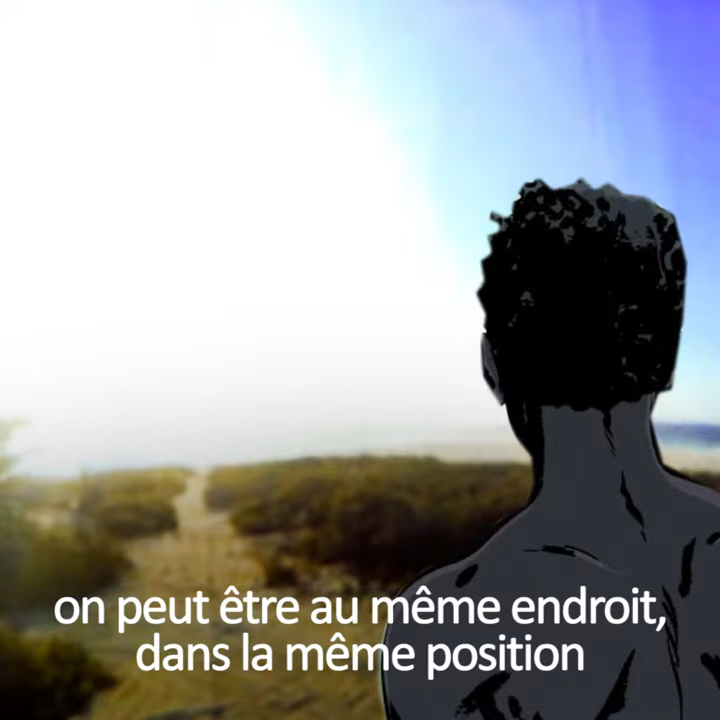 on peut être au même endroit,
dans la même position